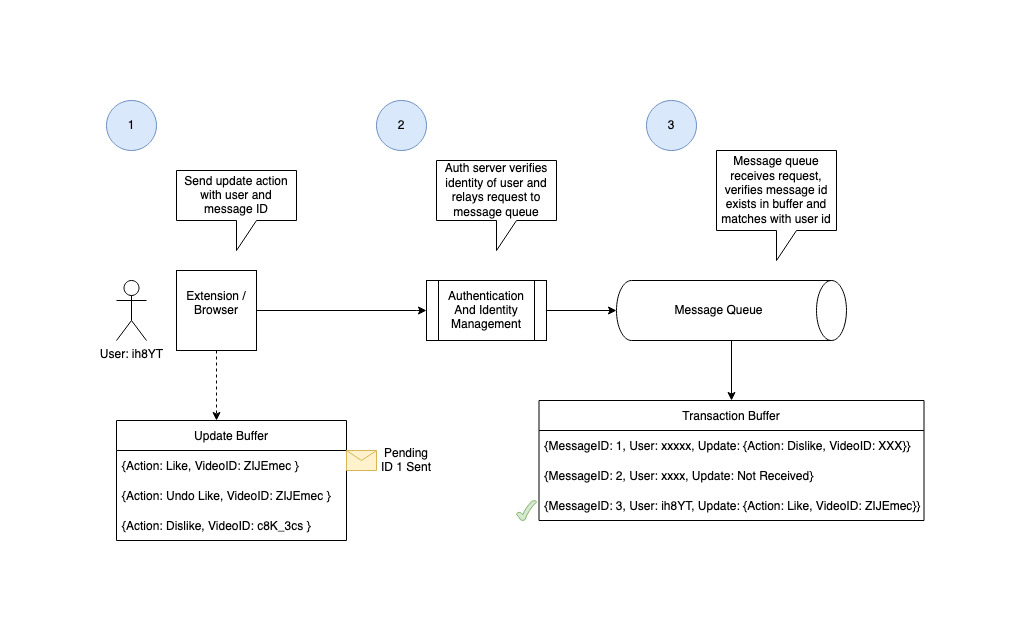 1
2
3
Send update action
with user and
message ID
Auth server verifies
identity of user and
relays request to
message queue
Message queue
receives request,
verifies message id
exists in buffer and
matches with user id
User: ih8YT
Extension /
Browser
Authentication
And Identity
Management
Message Queue
Update Buffer
{Action: Like, VideoID: ZIJEmec }
{Action: Undo Like, VideoID: ZIJEmec }
{Action: Dislike, VideoID: c8K_3cs }
Pending
ID 1 Sent
Transaction Buffer
{MessageID: 1, User: xxxxx, Update: {Action: Dislike, VideoID: XXX}}
{MessageID: 2, User: xxxx, Update: Not Received}
{MessageID: 3, User: ih8YT, Update: {Action: Like, VideoID: ZIJEmec}}